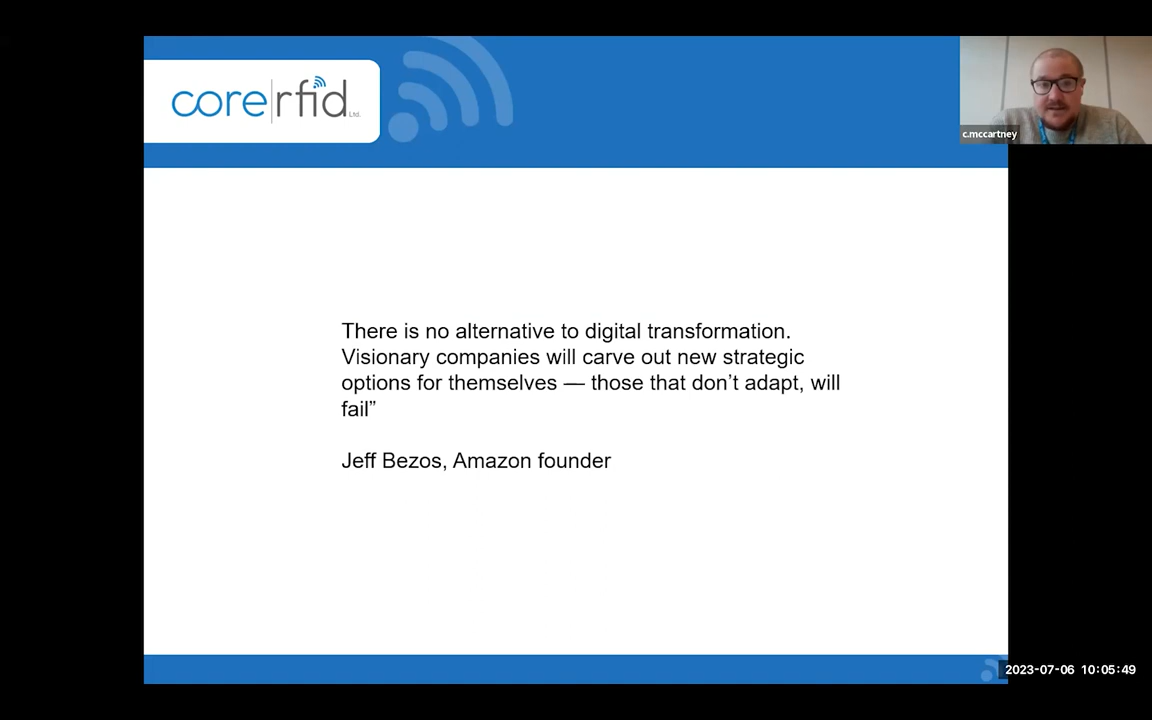 core|rfid Ltd.
c.mccartney
There is no alternative to digital transformation.
Visionary companies will carve out new strategic
options for themselves — those that don’t adapt, will
fail”
Jeff Bezos, Amazon founder
2023-07-06 10:05:49